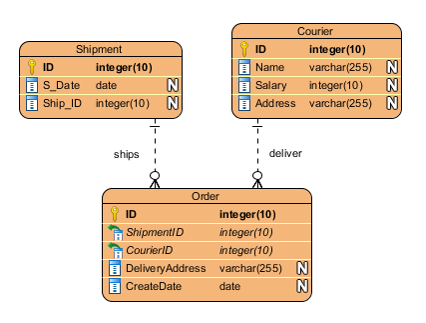 Shipment
ID integer(10)
S_Date date N
Ship_ID integer(10) N
Courier
ID integer(10)
Name varchar(255) N
Salary integer(10) N
Address varchar(255) N
ships
deliver
Order
ID integer(10)
ShipmentID integer(10)
CourierID integer(10)
DeliveryAddress varchar(255) N
CreateDate date N